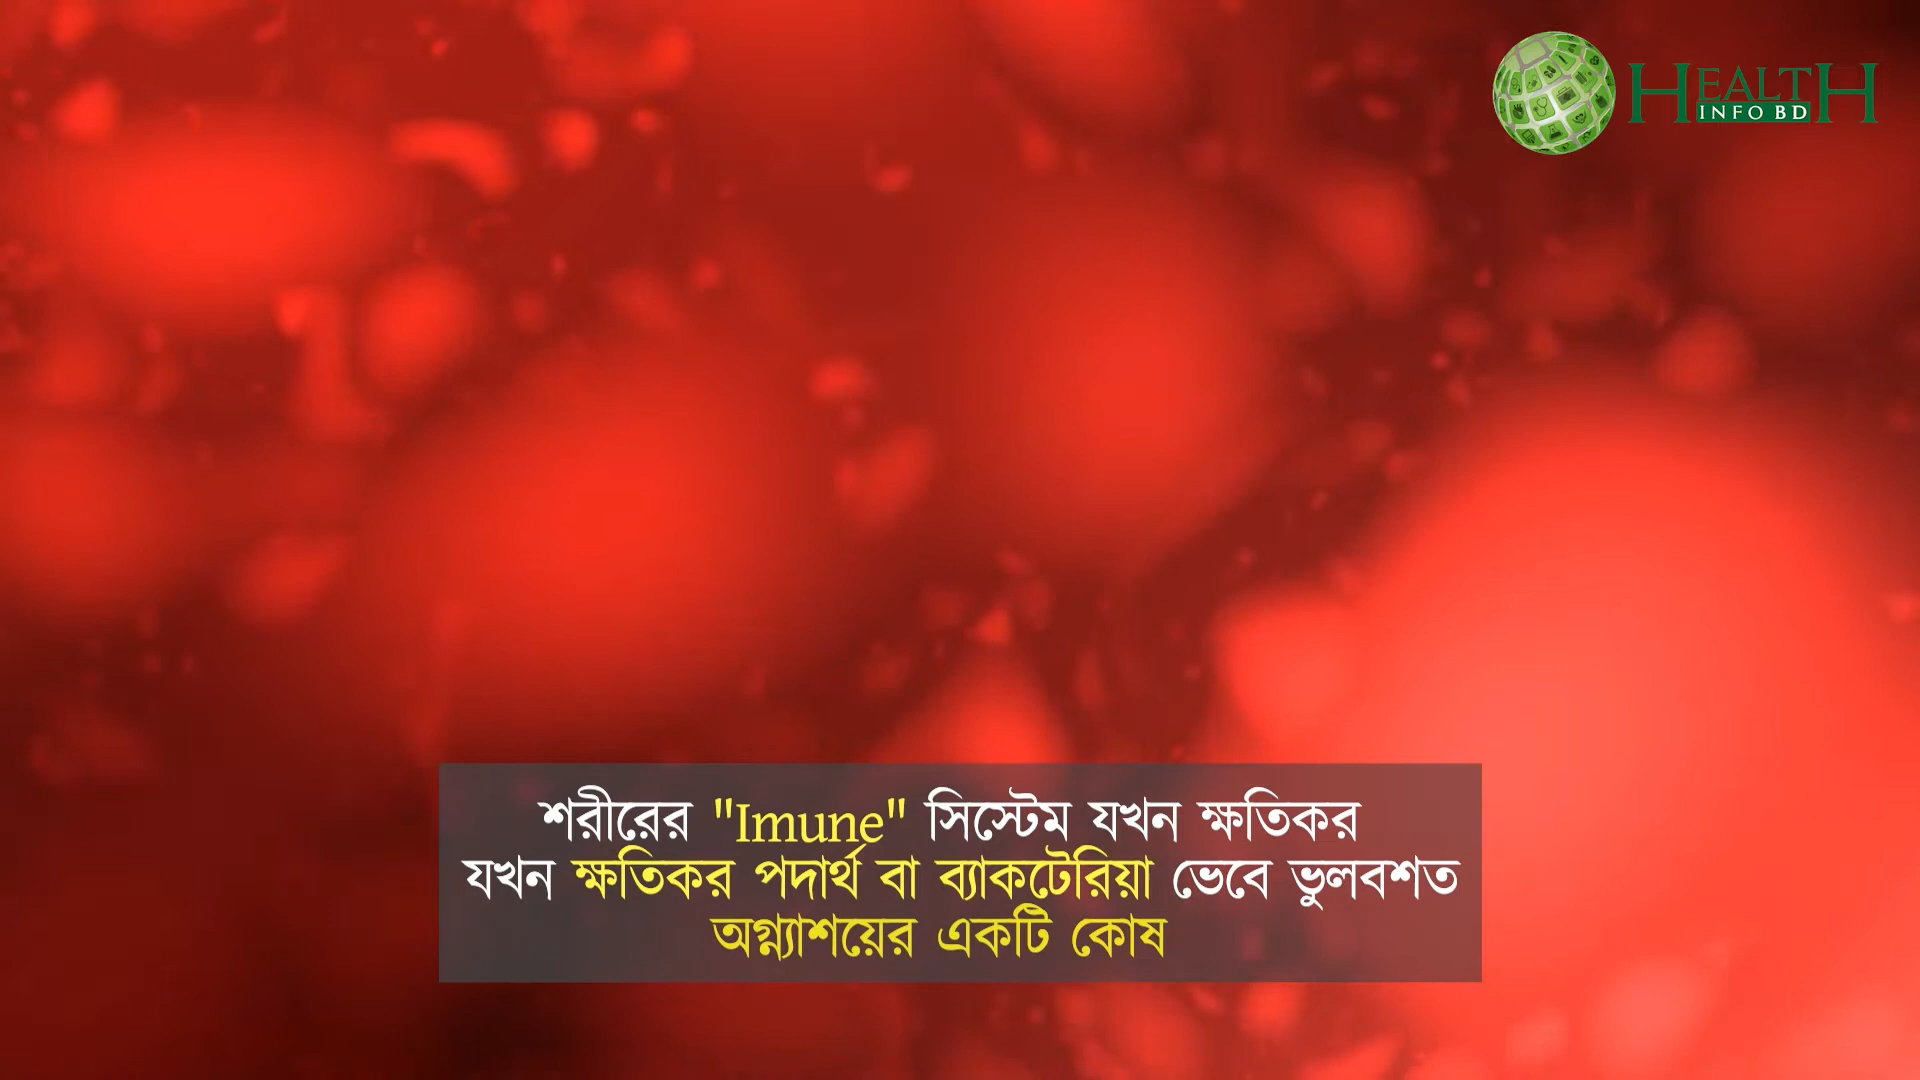 HEALTH
INFO BD
শরীরের "Imune" সিস্টেম যখন ক্ষতিকর
যখন ক্ষতিকর পদার্থ বা ব্যাকটেরিয়া ভেবে ভুলবশত
অগ্ন্যাশয়ের একটি কোষ